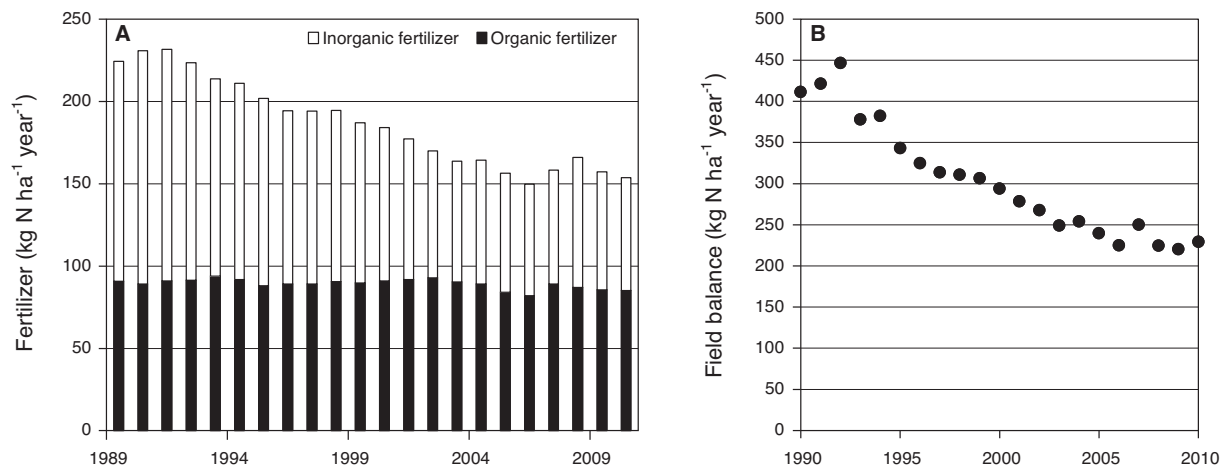 A
Inorganic fertilizer Organic fertilizer
Fertilizer (kg N ha⁻¹ year⁻¹)
250
200
150
100
50
0
1989 1994 1999 2004 2009
B
Field balance (kg N ha⁻¹ year⁻¹)
500
450
400
350
300
250
200
150
100
50
0
1990 1995 2000 2005 2010